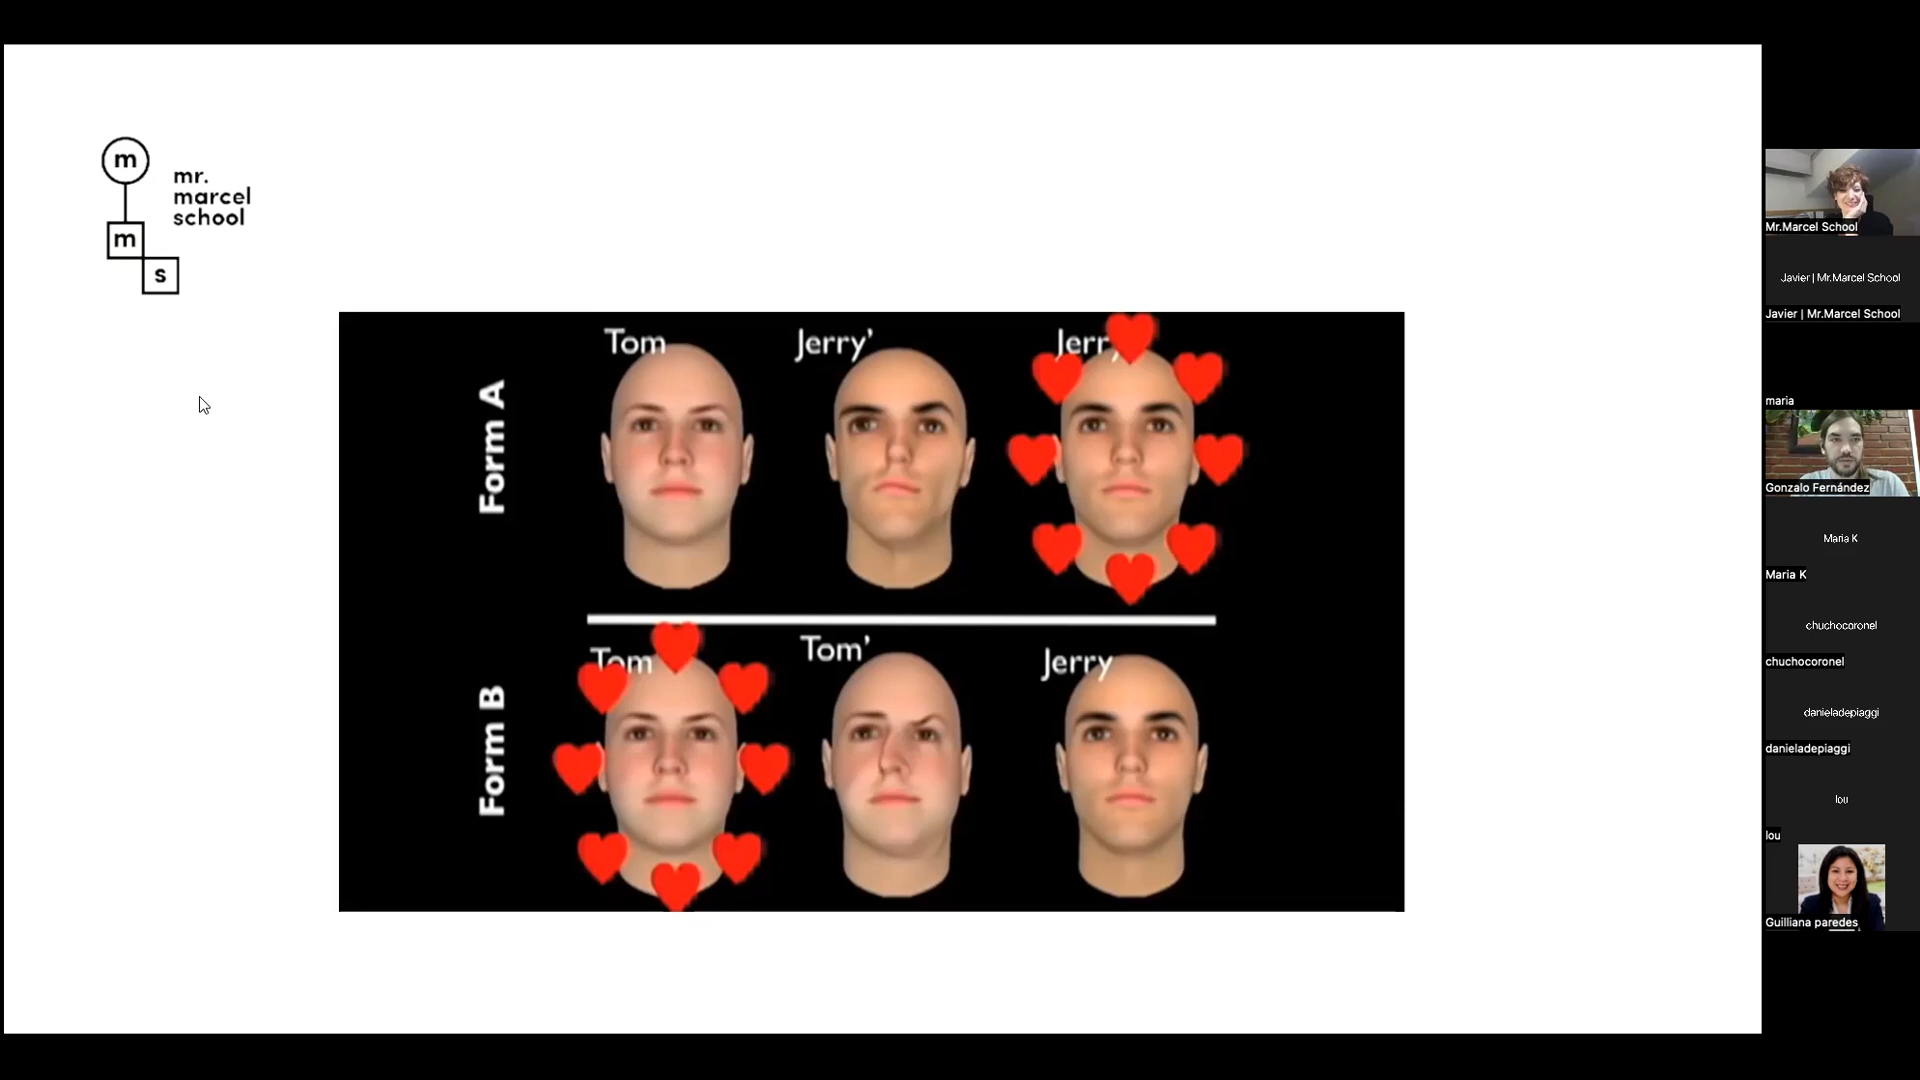 m
m
s
mr.
marcel
school
Form A
Tom
Jerry’
Jerry
Form B
Tom
Tom’
Jerry
Mr.Marcel School
Javier | Mr.Marcel School
Javier | Mr.Marcel School
maria
Gonzalo Fernández
Maria K
Maria K
chuchocoronel
chuchocoronel
danieladepiaggi
danieladepiaggi
lou
lou
Guilliana paredes